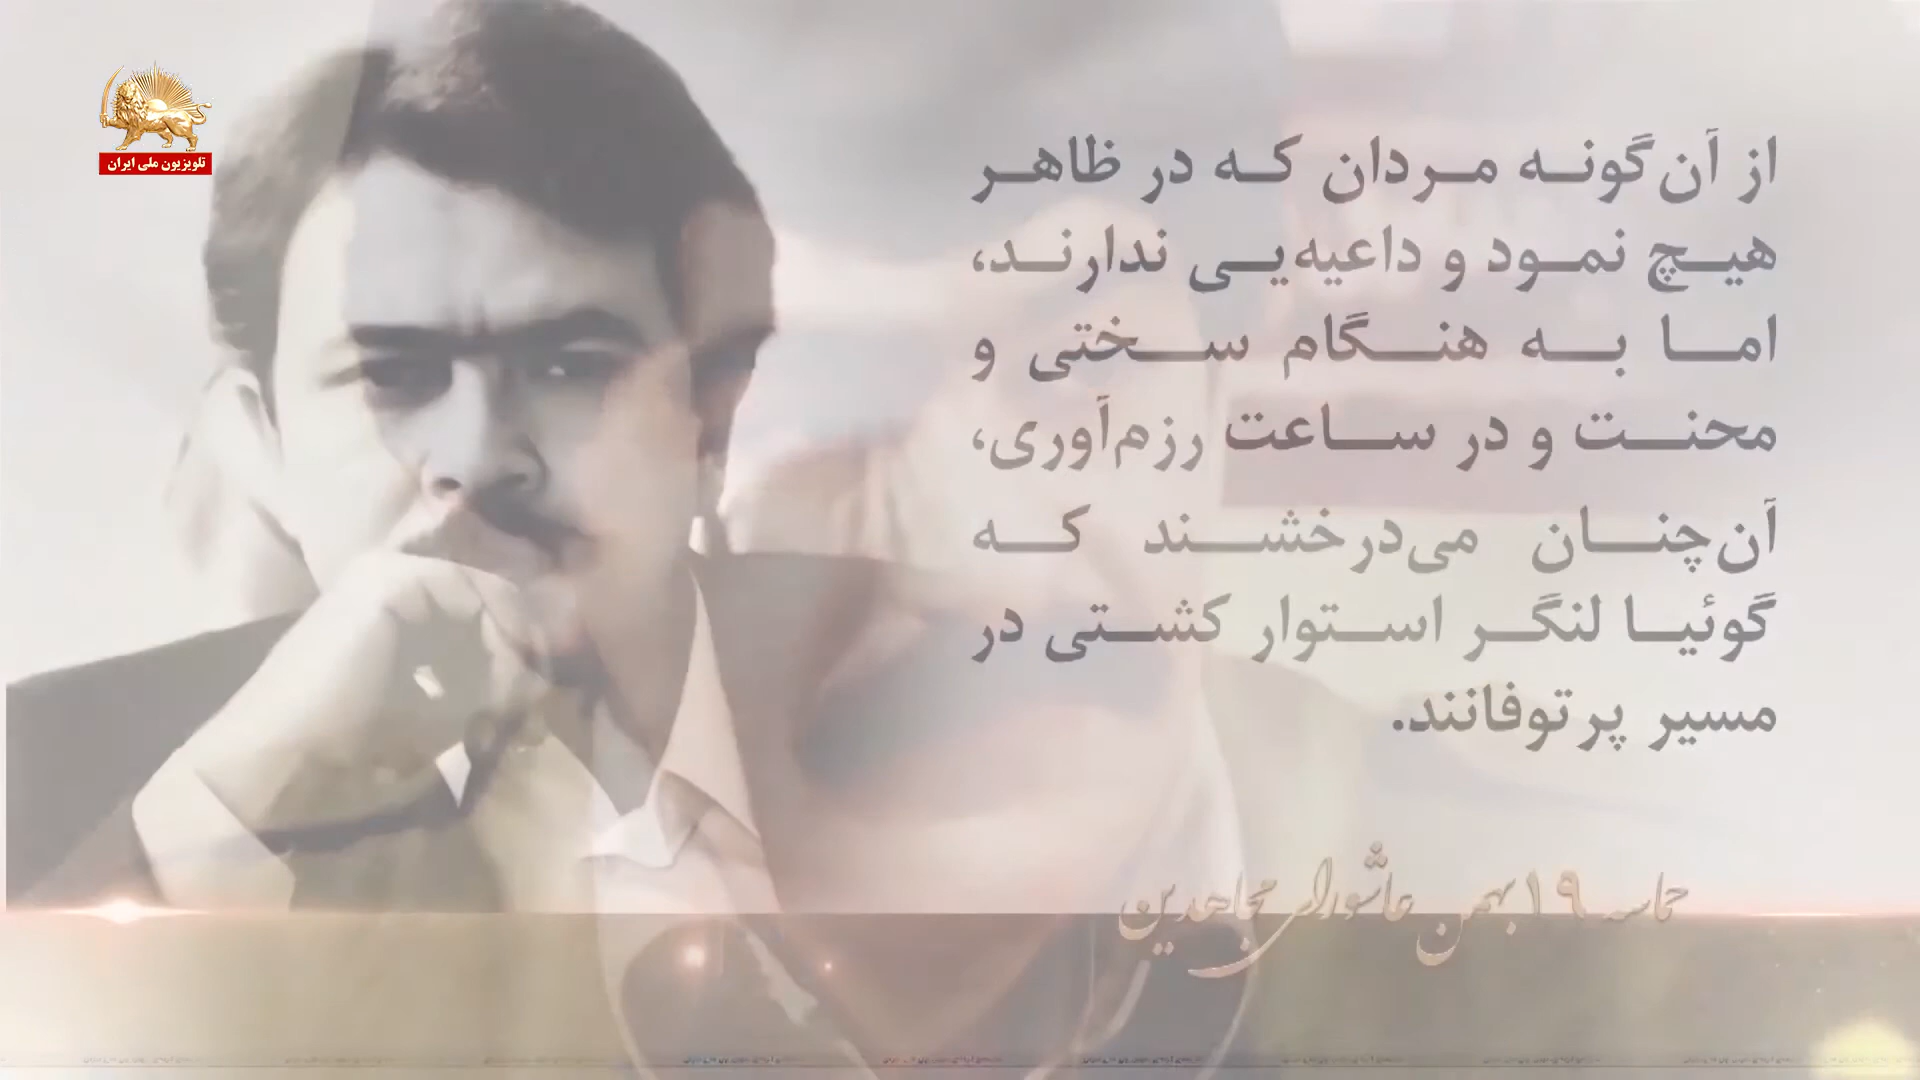 تلویزیون ملی ایران
از آن‌گونه مردان که در ظاهر
هیچ نمود و داعیه‌یی ندارند،
اما به هنگام سختی و
محنت و در ساعت رزم‌آوری،
آن‌چنان می‌درخشند که
گوئیا لنگر استوار کشتی در
مسیر پر توفانند.
حماسه ۱۹ بهمن عاشورای مجاهدین